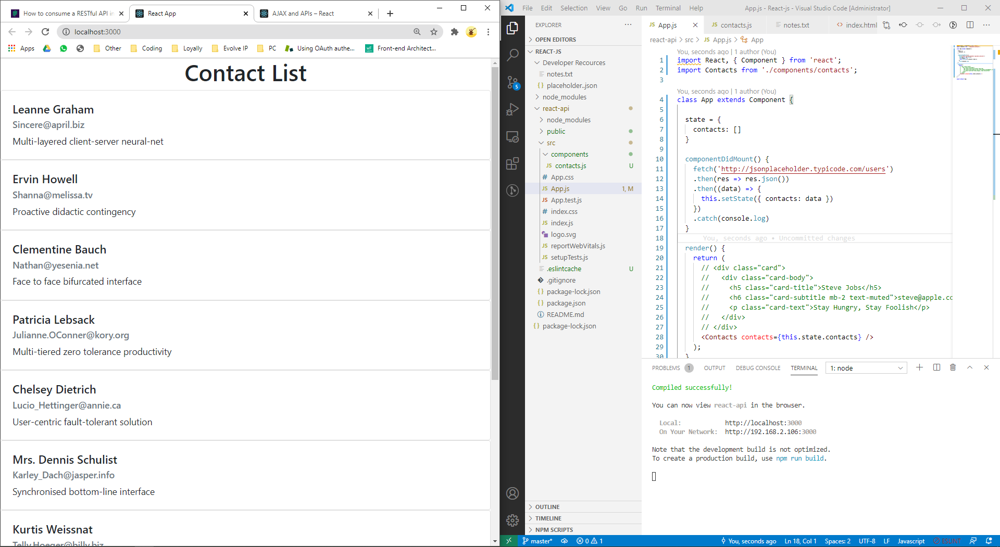 How to consume a RESTful API in
React App
AJAX and APIs – React
localhost:3000
Apps
Other
Coding
Loyally
Evolve IP
PC
Using OAuth authe...
Front-end Architect...
Contact List
Leanne Graham
Sincere@april.biz
Multi-layered client-server neural-net
Ervin Howell
Shanna@melissa.tv
Proactive didactic contingency
Clementine Bauch
Nathan@yesenia.net
Face to face bifurcated interface
Patricia Lebsack
Julianne.OConner@kory.org
Multi-tiered zero tolerance productivity
Chelsey Dietrich
Lucio_Hettinger@annie.ca
User-centric fault-tolerant solution
Mrs. Dennis Schulist
Karley_Dach@jasper.info
Synchronised bottom-line interface
Kurtis Weissnat
Telly.Hoeger@billy.biz
File Edit Selection View Go Run Terminal Help
App.js - React-js - Visual Studio Code [Administrator]
EXPLORER
OPEN EDITORS
REACT-JS
Developer Recources
notes.txt
{} placeholder..json
node_modules
react-api
node_modules
public
src
components
JS contacts.js U
# App.css
JS App.js 1, M
JS App.test.js
# index.css
JS index.js
logo.svg
JS reportWebVitals.js
JS setupTests.js
.eslintcache U
.gitignore
{} package-lock.json
{} package.json
README.md
{} package-lock.json
OUTLINE
TIMELINE
NPM SCRIPTS
5
JS App.js
JS contacts.js
notes.txt
<> index.html
react-api > src > JS App.js > App
You, seconds ago | 1 author (You)
1 import React, { Component } from 'react';
2 import Contacts from './components/contacts';
3
You, seconds ago | 1 author (You)
4 class App extends Component {
5
6 state = {
7 contacts: []
8 }
9
10 componentDidMount() {
11 fetch('http://jsonplaceholder.typicode.com/users')
12 .then(res => res.json())
13 .then((data) => {
14 this.setState({ contacts: data })
15 })
16 .catch(console.log)
17 }
18 You, seconds ago • Uncommitted changes
19 render() {
20 return (
21 // <div class="card">
22 // <div class="card-body">
23 // <h5 class="card-title">Steve Jobs</h5>
24 // <h6 class="card-subtitle mb-2 text-muted">steve@apple.co
25 // <p class="card-text">Stay Hungry, Stay Foolish</p>
26 // </div>
27 // </div>
28 <Contacts contacts={this.state.contacts} />
29 );
30 }
PROBLEMS 1
OUTPUT
DEBUG CONSOLE
TERMINAL
1: node
Compiled successfully!
You can now view react-api in the browser.
Local: http://localhost:3000
On Your Network: http://192.168.2.106:3000
Note that the development build is not optimized.
To create a production build, use npm run build.
master*
0 1
You, seconds ago
Ln 18, Col 1
Spaces: 2
UTF-8
LF
Javascript
ESLINT